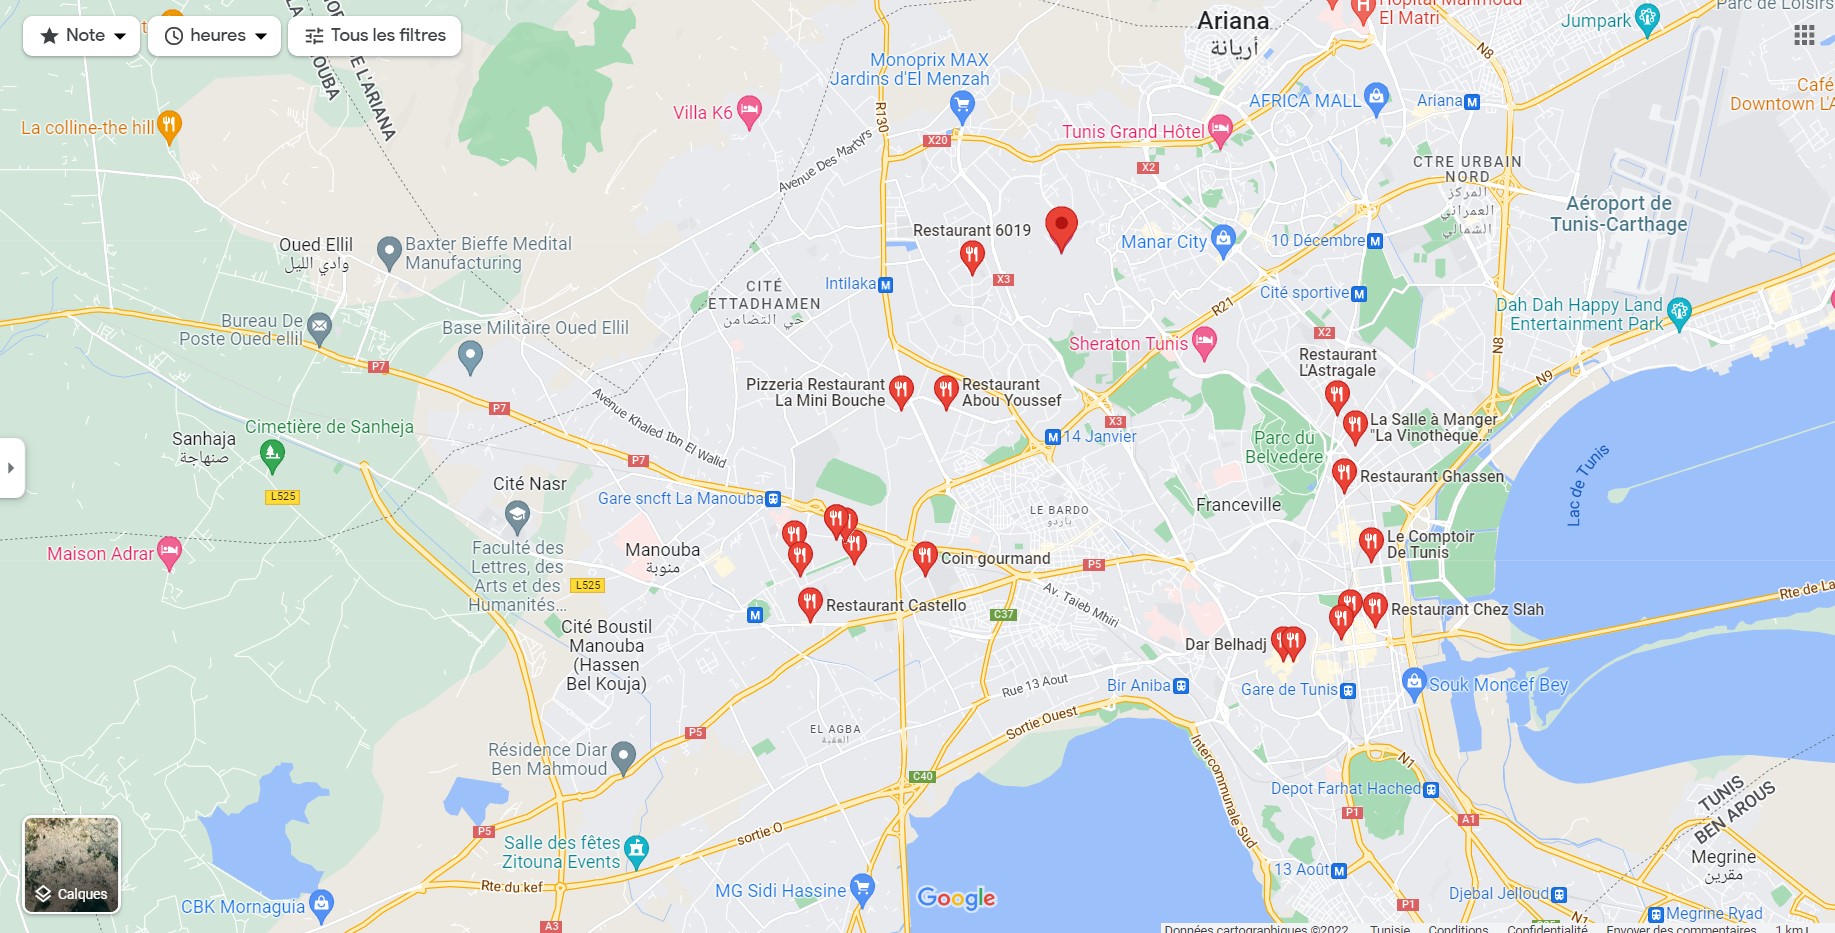 Note
heures
Tous les filtres
Ariana
أريانة
Hôpital Mahmoud
El Matri
Jumpark
Parc de Loisirs
N8
DE L'ARIANA
Monoprix MAX
Jardins d'El Menzah
Villa K6
R130
AFRICA MALL
Ariana M
Café
Downtown L'A
La colline-the hill
Tunis Grand Hôtel
X20
X2
Avenue Des Martyrs
CTRE URBAIN
NORD
المركز
العمراني
الشمالي
Aéroport de
Tunis-Carthage
Restaurant 6019
Manar City
10 Décembre M
Oued Ellil
وادي الليل
Baxter Bieffe Medital
Manufacturing
Intilaka M
X3
CITÉ
ETTADHAMEN
حي التضامن
R21
Cité sportive M
Dah Dah Happy Land
Entertainment Park
Bureau De
Poste Oued ellil
Base Militaire Oued Ellil
Sheraton Tunis
X2
N8
P7
Restaurant
L'Astragale
N9
Pizzeria Restaurant
La Mini Bouche
Restaurant
Abou Youssef
P7
Avenue Khaled Ibn El Walid
X3
La Salle à Manger
"La Vinothèque..."
Cimetière de Sanheja
Sanhaja
صنهاجة
M 14 Janvier
Parc du
Belvedere
P7
Restaurant Ghassen
Lac de Tunis
L525
Cité Nasr
Gare sncft La Manouba
Franceville
LE BARDO
باردو
Le Comptoir
De Tunis
Maison Adrar
Manouba
منوبة
Faculté des
Lettres, des
Arts et des
Humanités...
Coin gourmand
P5
L525
Av. Taieb Mhiri
Rte de La
Restaurant Castello
C37
Restaurant Chez Slah
M
Cité Boustil
Manouba
(Hassen
Bel Kouja)
Dar Belhadj
Rue 13 Aout
Bir Aniba
Gare de Tunis
Souk Moncef Bey
Sortie Ouest
EL AGBA
العقبة
P5
Résidence Diar
Ben Mahmoud
Intercommunale Sud
N1
C40
Depot Farhat Hached
TUNIS
BEN AROUS
P1
A1
P5
sortie O
Salle des fêtes
Zitouna Events
Megrine
مقرين
13 Août M
Rte du kef
Calques
MG Sidi Hassine
Google
Djebal Jelloud
CBK Mornaguia
P1
N1
Megrine Ryad
A3
Données cartographiques ©2022
Tunisie
Conditions
Confidentialité
Envoyer des commentaires
1 km